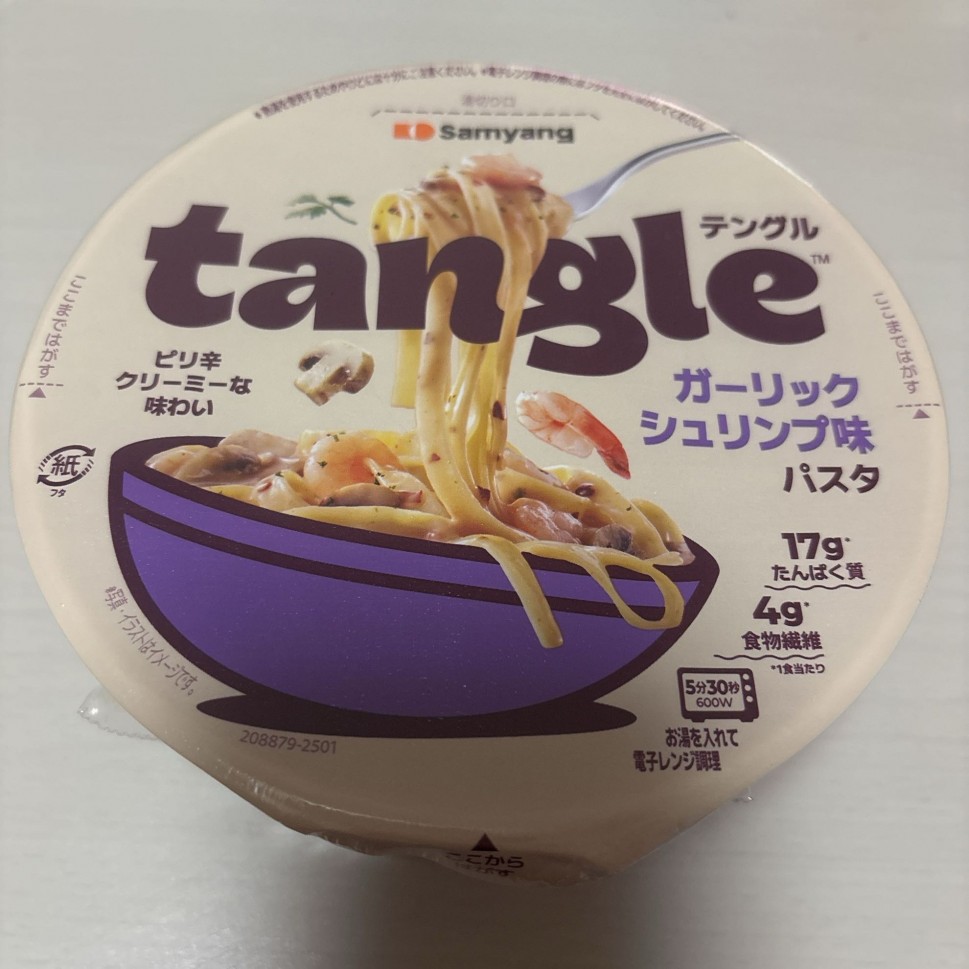 湯切り口
Samyang
tangle™
テングル
ピリ辛
クリーミーな
味わい
ガーリック
シュリンプ味
パスタ
ここまではがす
ここまではがす
紙
フタ
17g*
たんぱく質
4g*
食物繊維
*1食当たり
5分30秒
600W
お湯を入れて
電子レンジ調理
写真・イラストはイメージです。
208879-2501
ここから